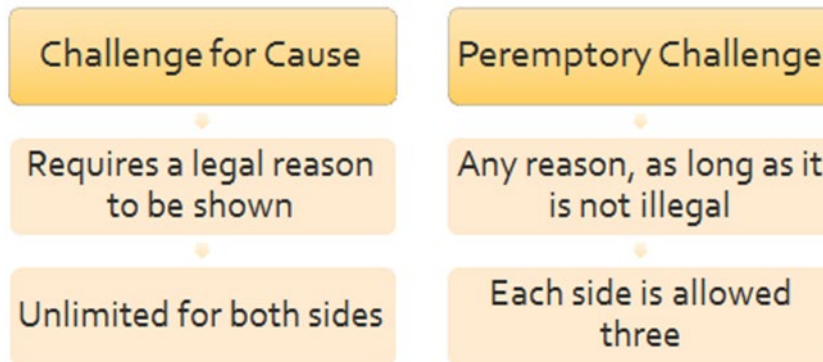 Challenge for Cause
Requires a legal reason
to be shown
Unlimited for both sides
Peremptory Challenge
Any reason, as long as it
is not illegal
Each side is allowed
three